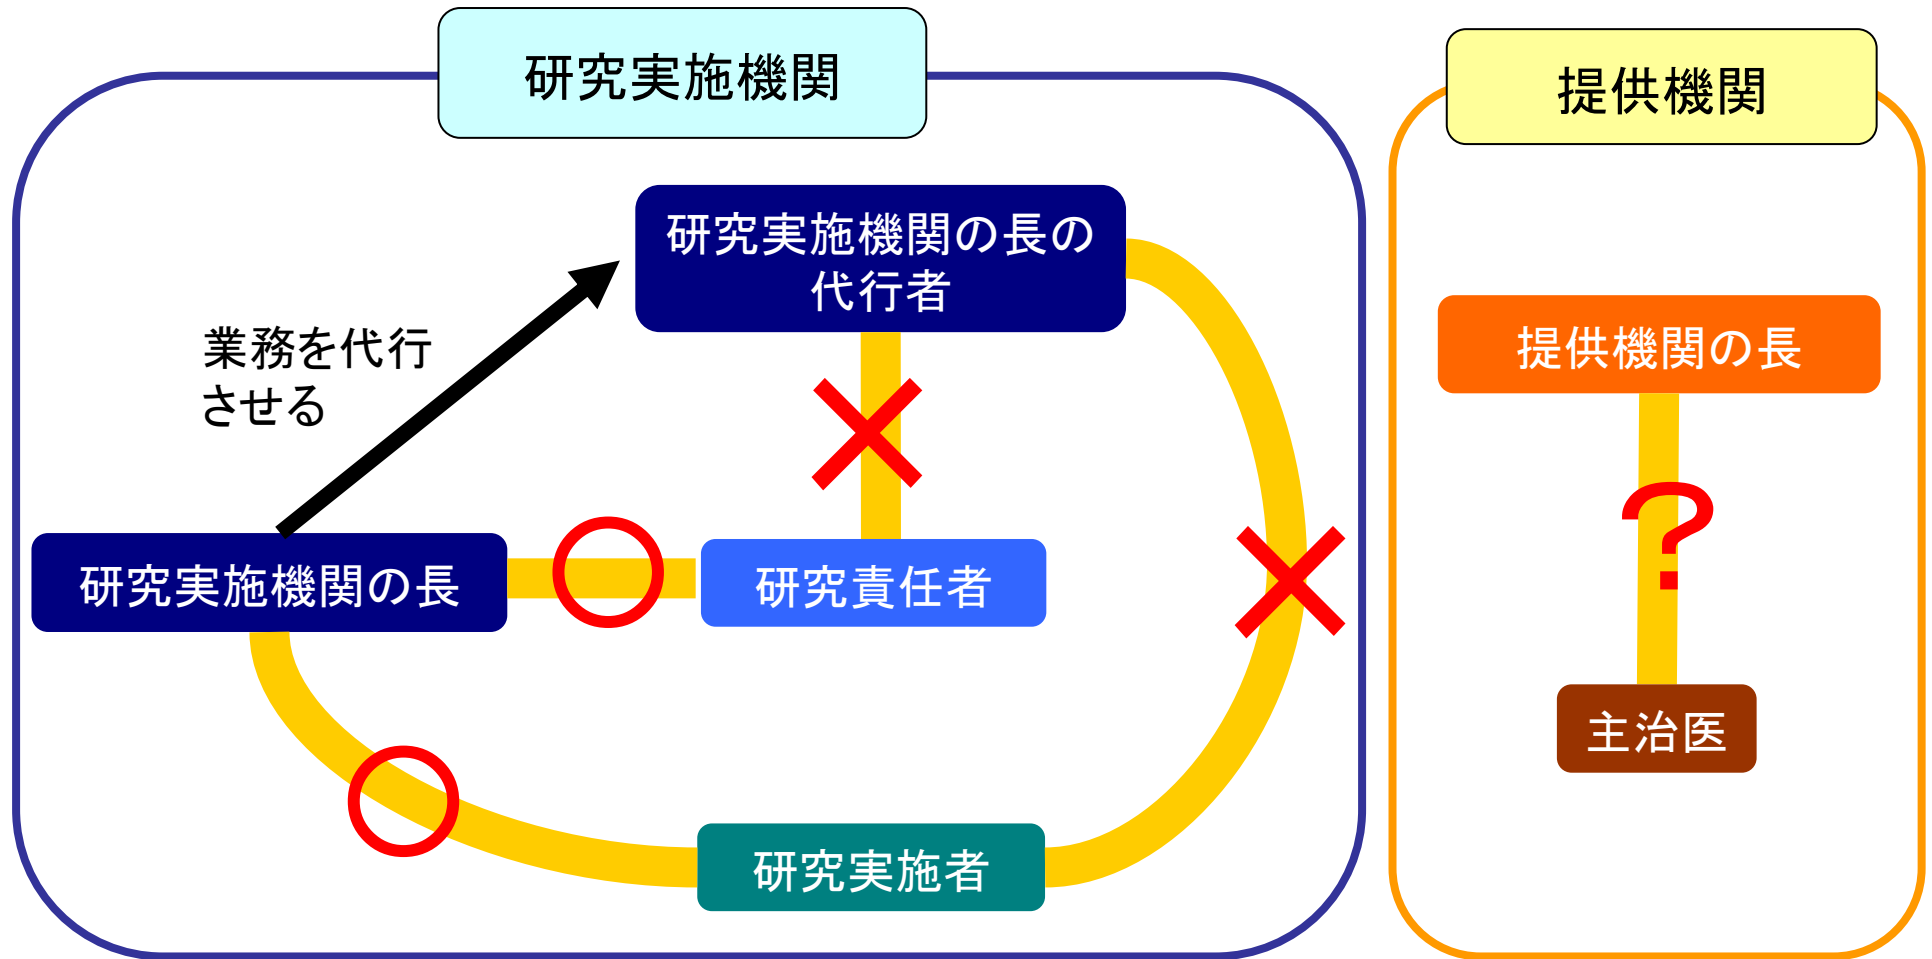 研究実施機関
研究実施機関の長の
代行者
業務を代行
させる
研究実施機関の長
研究責任者
研究実施者
提供機関
提供機関の長
?
主治医